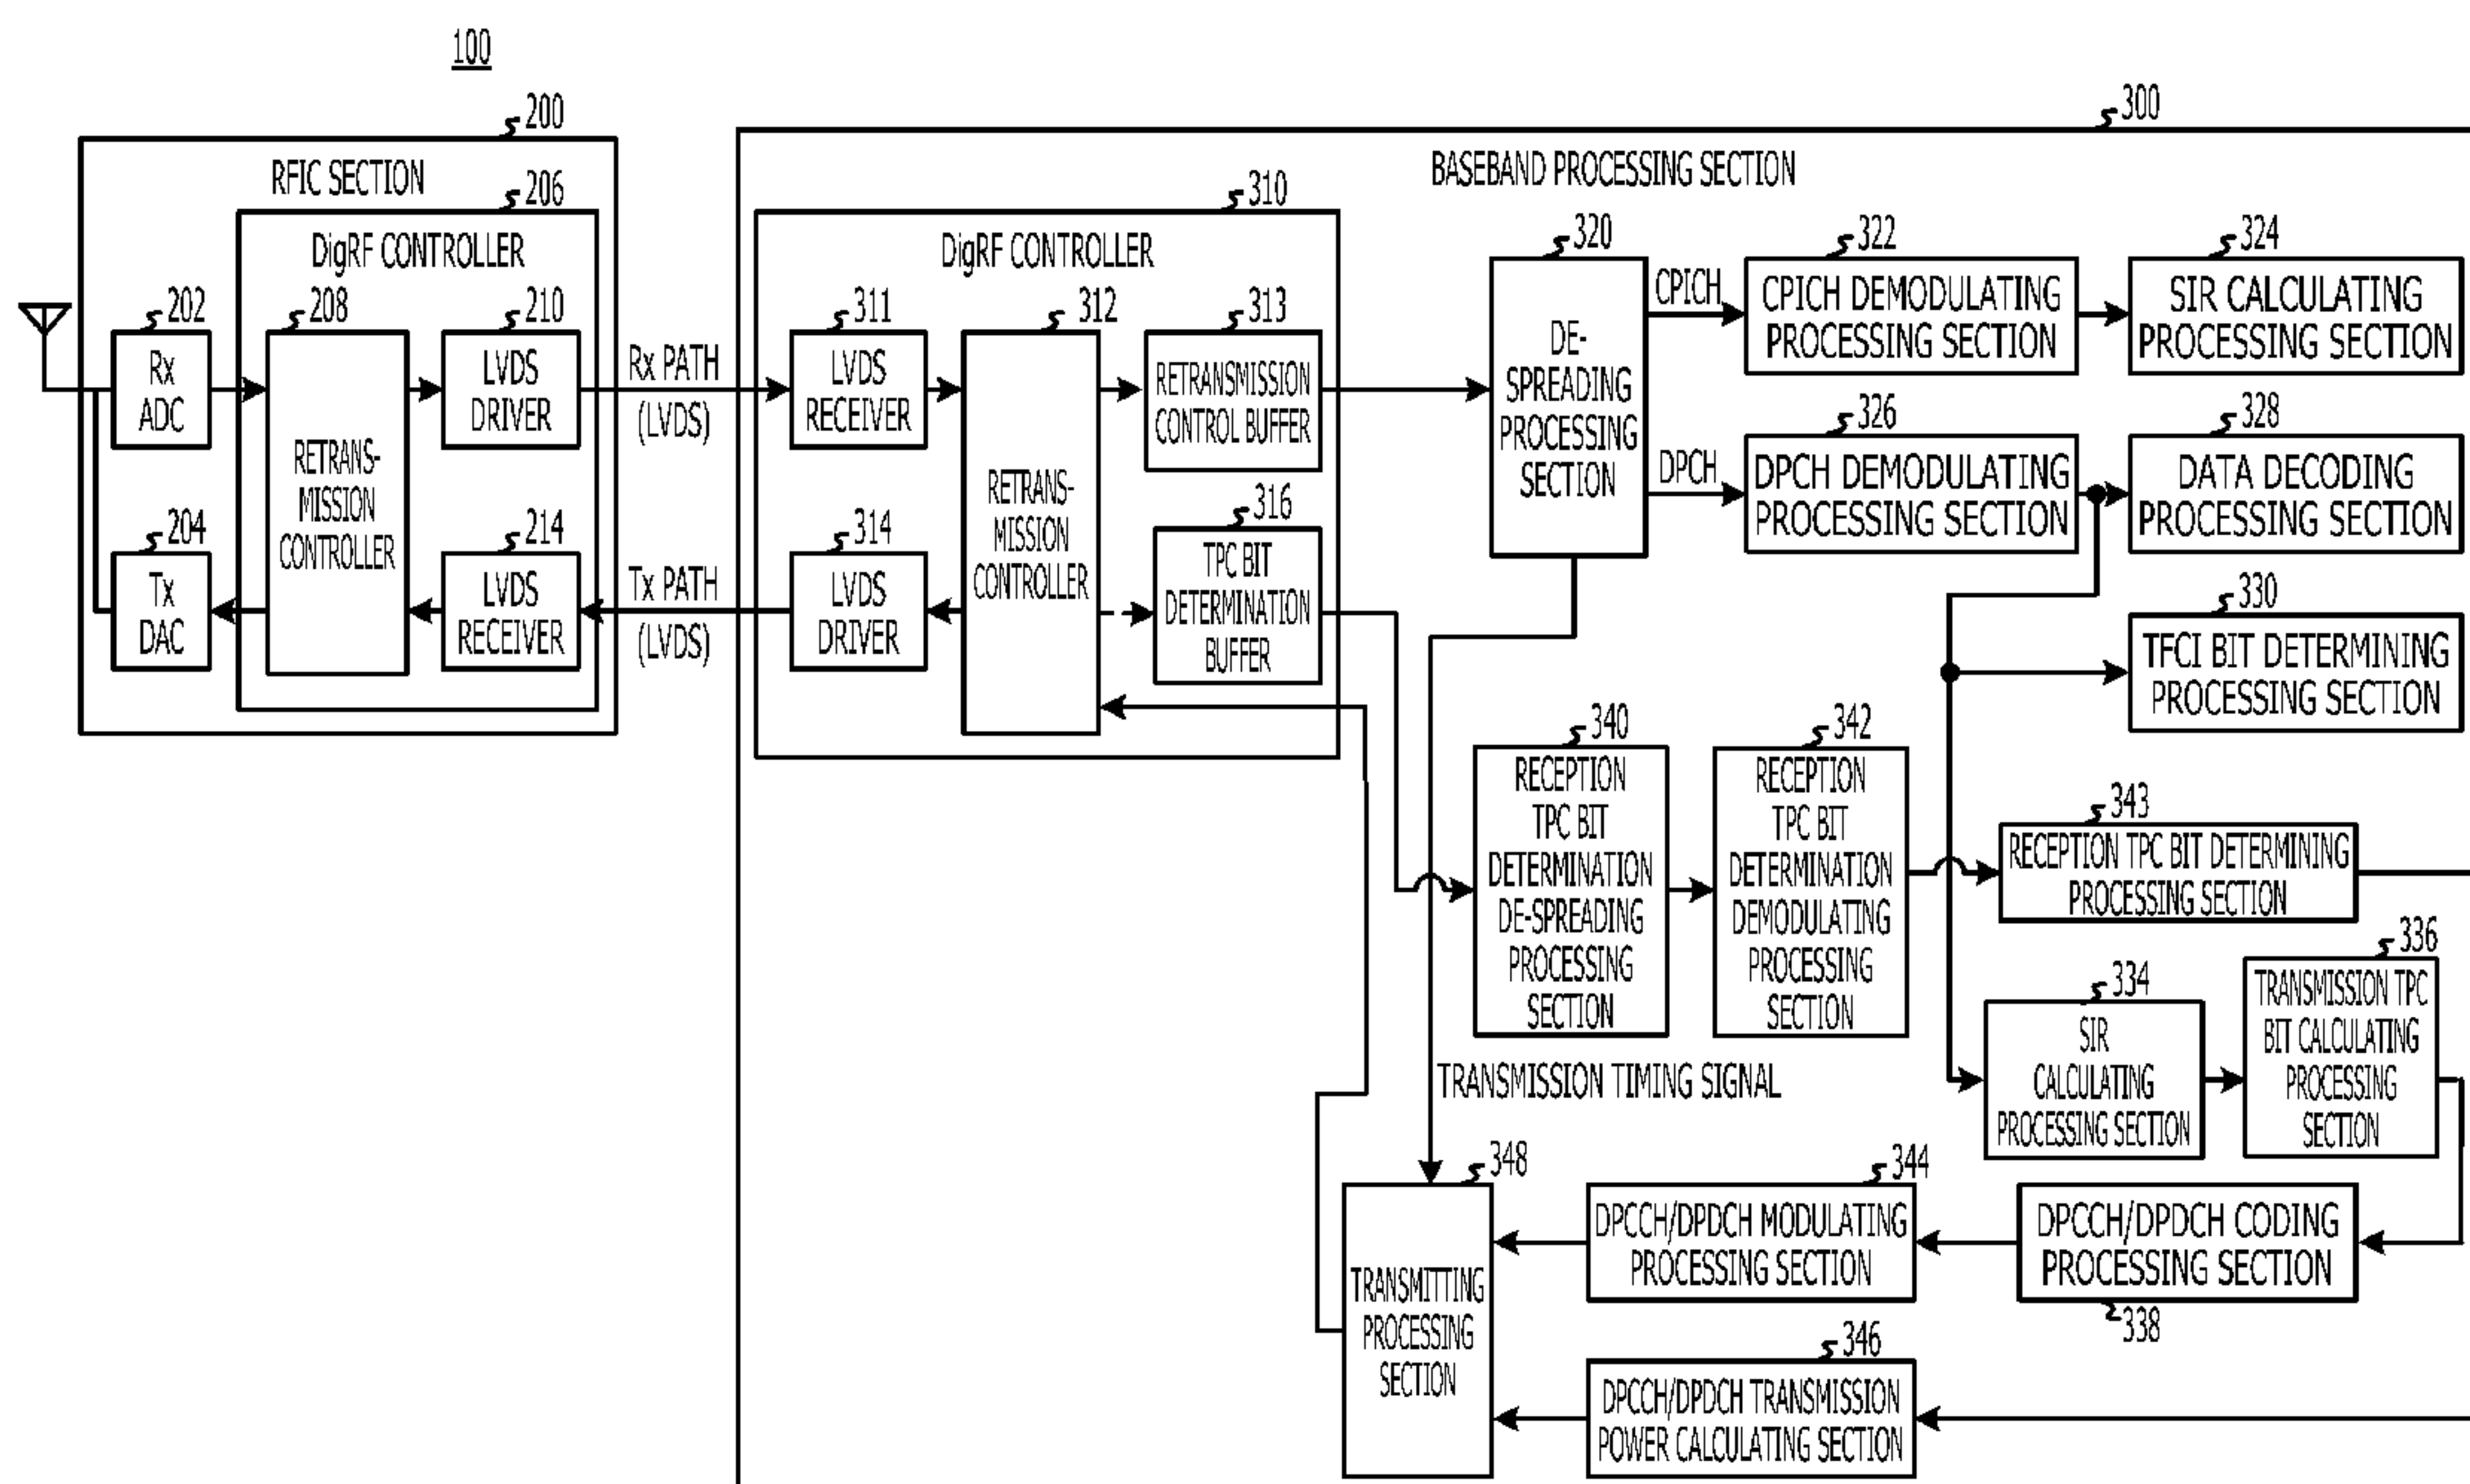 100
200
RFIC SECTION
206
DigRF CONTROLLER
202
Rx
ADC
208
RETRANS-
MISSION
CONTROLLER
210
LVDS
DRIVER
204
Tx
DAC
214
LVDS
RECEIVER
Rx PATH
(LVDS)
Tx PATH
(LVDS)
300
BASEBAND PROCESSING SECTION
310
DigRF CONTROLLER
311
LVDS
RECEIVER
312
RETRANS-
MISSION
CONTROLLER
313
RETRANSMISSION
CONTROL BUFFER
314
LVDS
DRIVER
316
TPC BIT
DETERMINATION
BUFFER
320
DE-
SPREADING
PROCESSING
SECTION
CPICH
DPCH
322
CPICH DEMODULATING
PROCESSING SECTION
324
SIR CALCULATING
PROCESSING SECTION
326
DPCH DEMODULATING
PROCESSING SECTION
328
DATA DECODING
PROCESSING SECTION
330
TFCI BIT DETERMINING
PROCESSING SECTION
340
RECEPTION
TPC BIT
DETERMINATION
DE-SPREADING
PROCESSING
SECTION
342
RECEPTION
TPC BIT
DETERMINATION
DEMODULATING
PROCESSING
SECTION
343
RECEPTION TPC BIT DETERMINING
PROCESSING SECTION
334
SIR
CALCULATING
PROCESSING SECTION
336
TRANSMISSION TPC
BIT CALCULATING
PROCESSING
SECTION
TRANSMISSION TIMING SIGNAL
348
TRANSMITTING
PROCESSING
SECTION
344
DPCCH/DPDCH MODULATING
PROCESSING SECTION
DPCCH/DPDCH CODING
PROCESSING SECTION
338
346
DPCCH/DPDCH TRANSMISSION
POWER CALCULATING SECTION